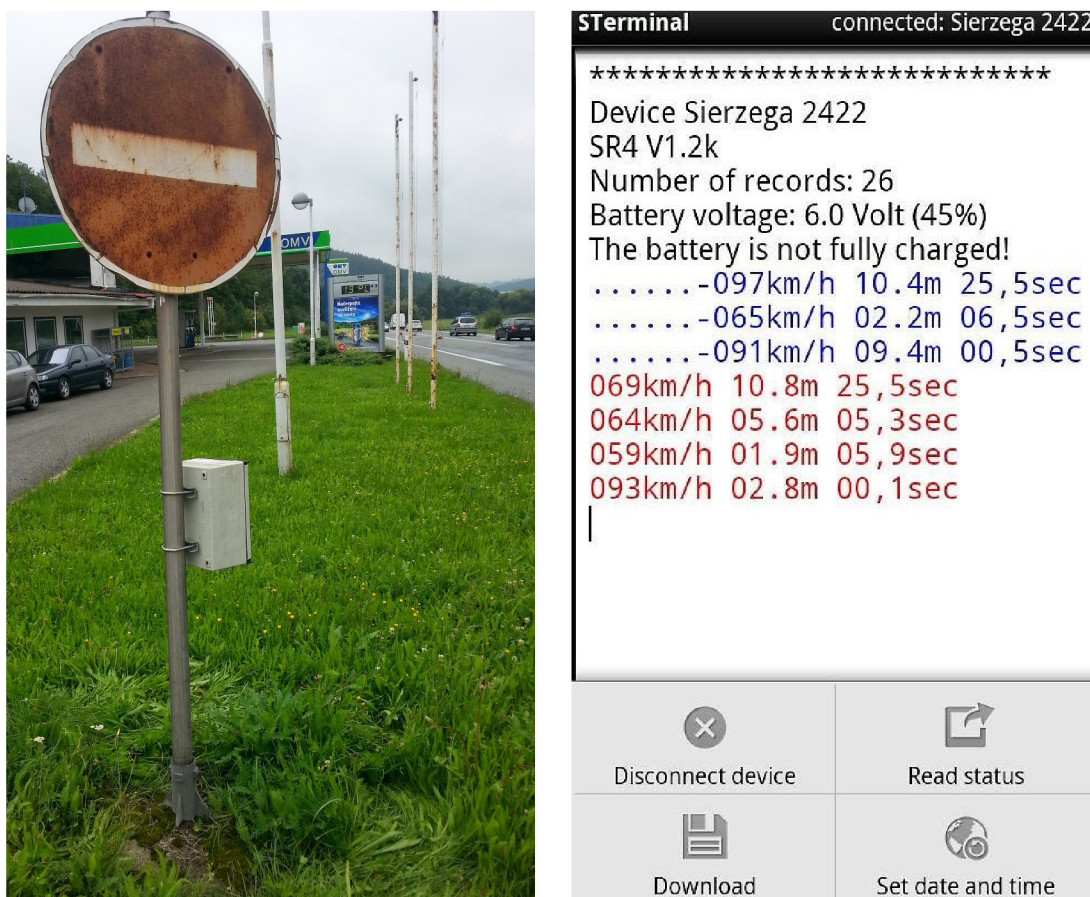 OMV
OMV
STerminal connected: Sierzega 2422
****************************
Device Sierzega 2422
SR4 V1.2k
Number of records: 26
Battery voltage: 6.0 Volt (45%)
The battery is not fully charged!
......-097km/h 10.4m 25,5sec
......-065km/h 02.2m 06,5sec
......-091km/h 09.4m 00,5sec
069km/h 10.8m 25,5sec
064km/h 05.6m 05,3sec
059km/h 01.9m 05,9sec
093km/h 02.8m 00,1sec
Disconnect device Read status
Download Set date and time